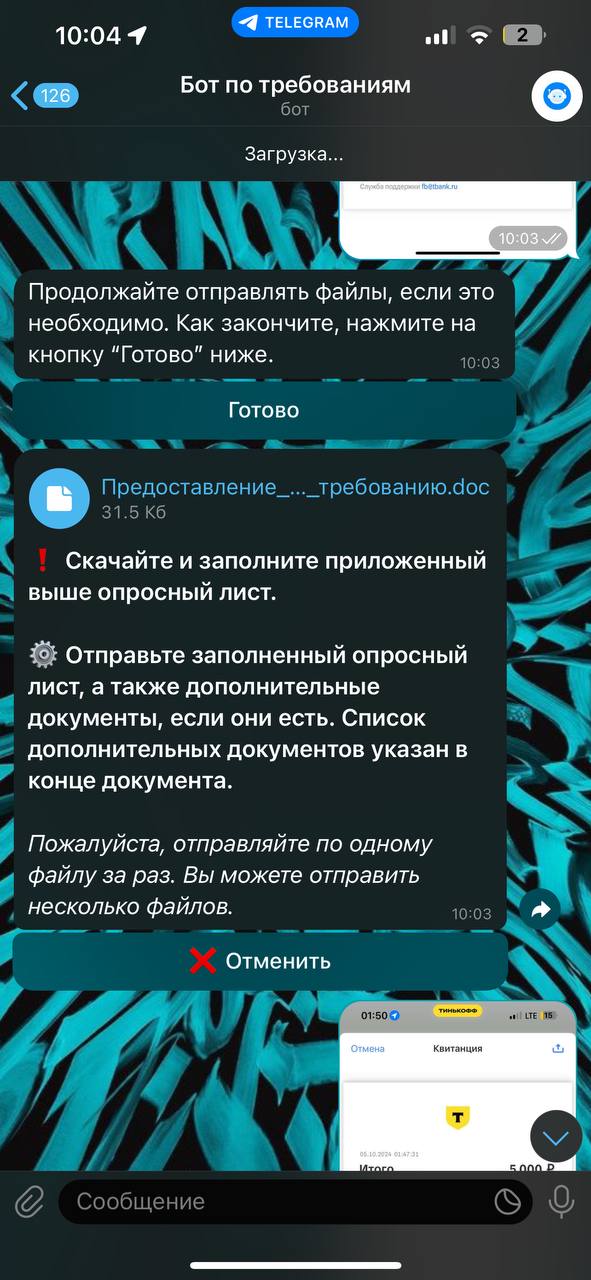 10:04
TELEGRAM
2
126
Бот по требованиям
бот
Загрузка...
Служба поддержки fb@tbank.ru
10:03
Продолжайте отправлять файлы, если это
необходимо. Как закончите, нажмите на
кнопку “Готово” ниже.
10:03
Готово
Предоставление_..._требованию.doc
31.5 Кб
❗ Скачайте и заполните приложенный
выше опросный лист.
⚙️ Отправьте заполненный опросный
лист, а также дополнительные
документы, если они есть. Список
дополнительных документов указан в
конце документа.
Пожалуйста, отправляйте по одному
файлу за раз. Вы можете отправить
несколько файлов.
10:03
❌ Отменить
01:50
ТИНЬКОФФ
LTE 15
Отмена
Квитанция
Т
05.10.2024 01:47:31
Итого
5 000 ₽
Сообщение